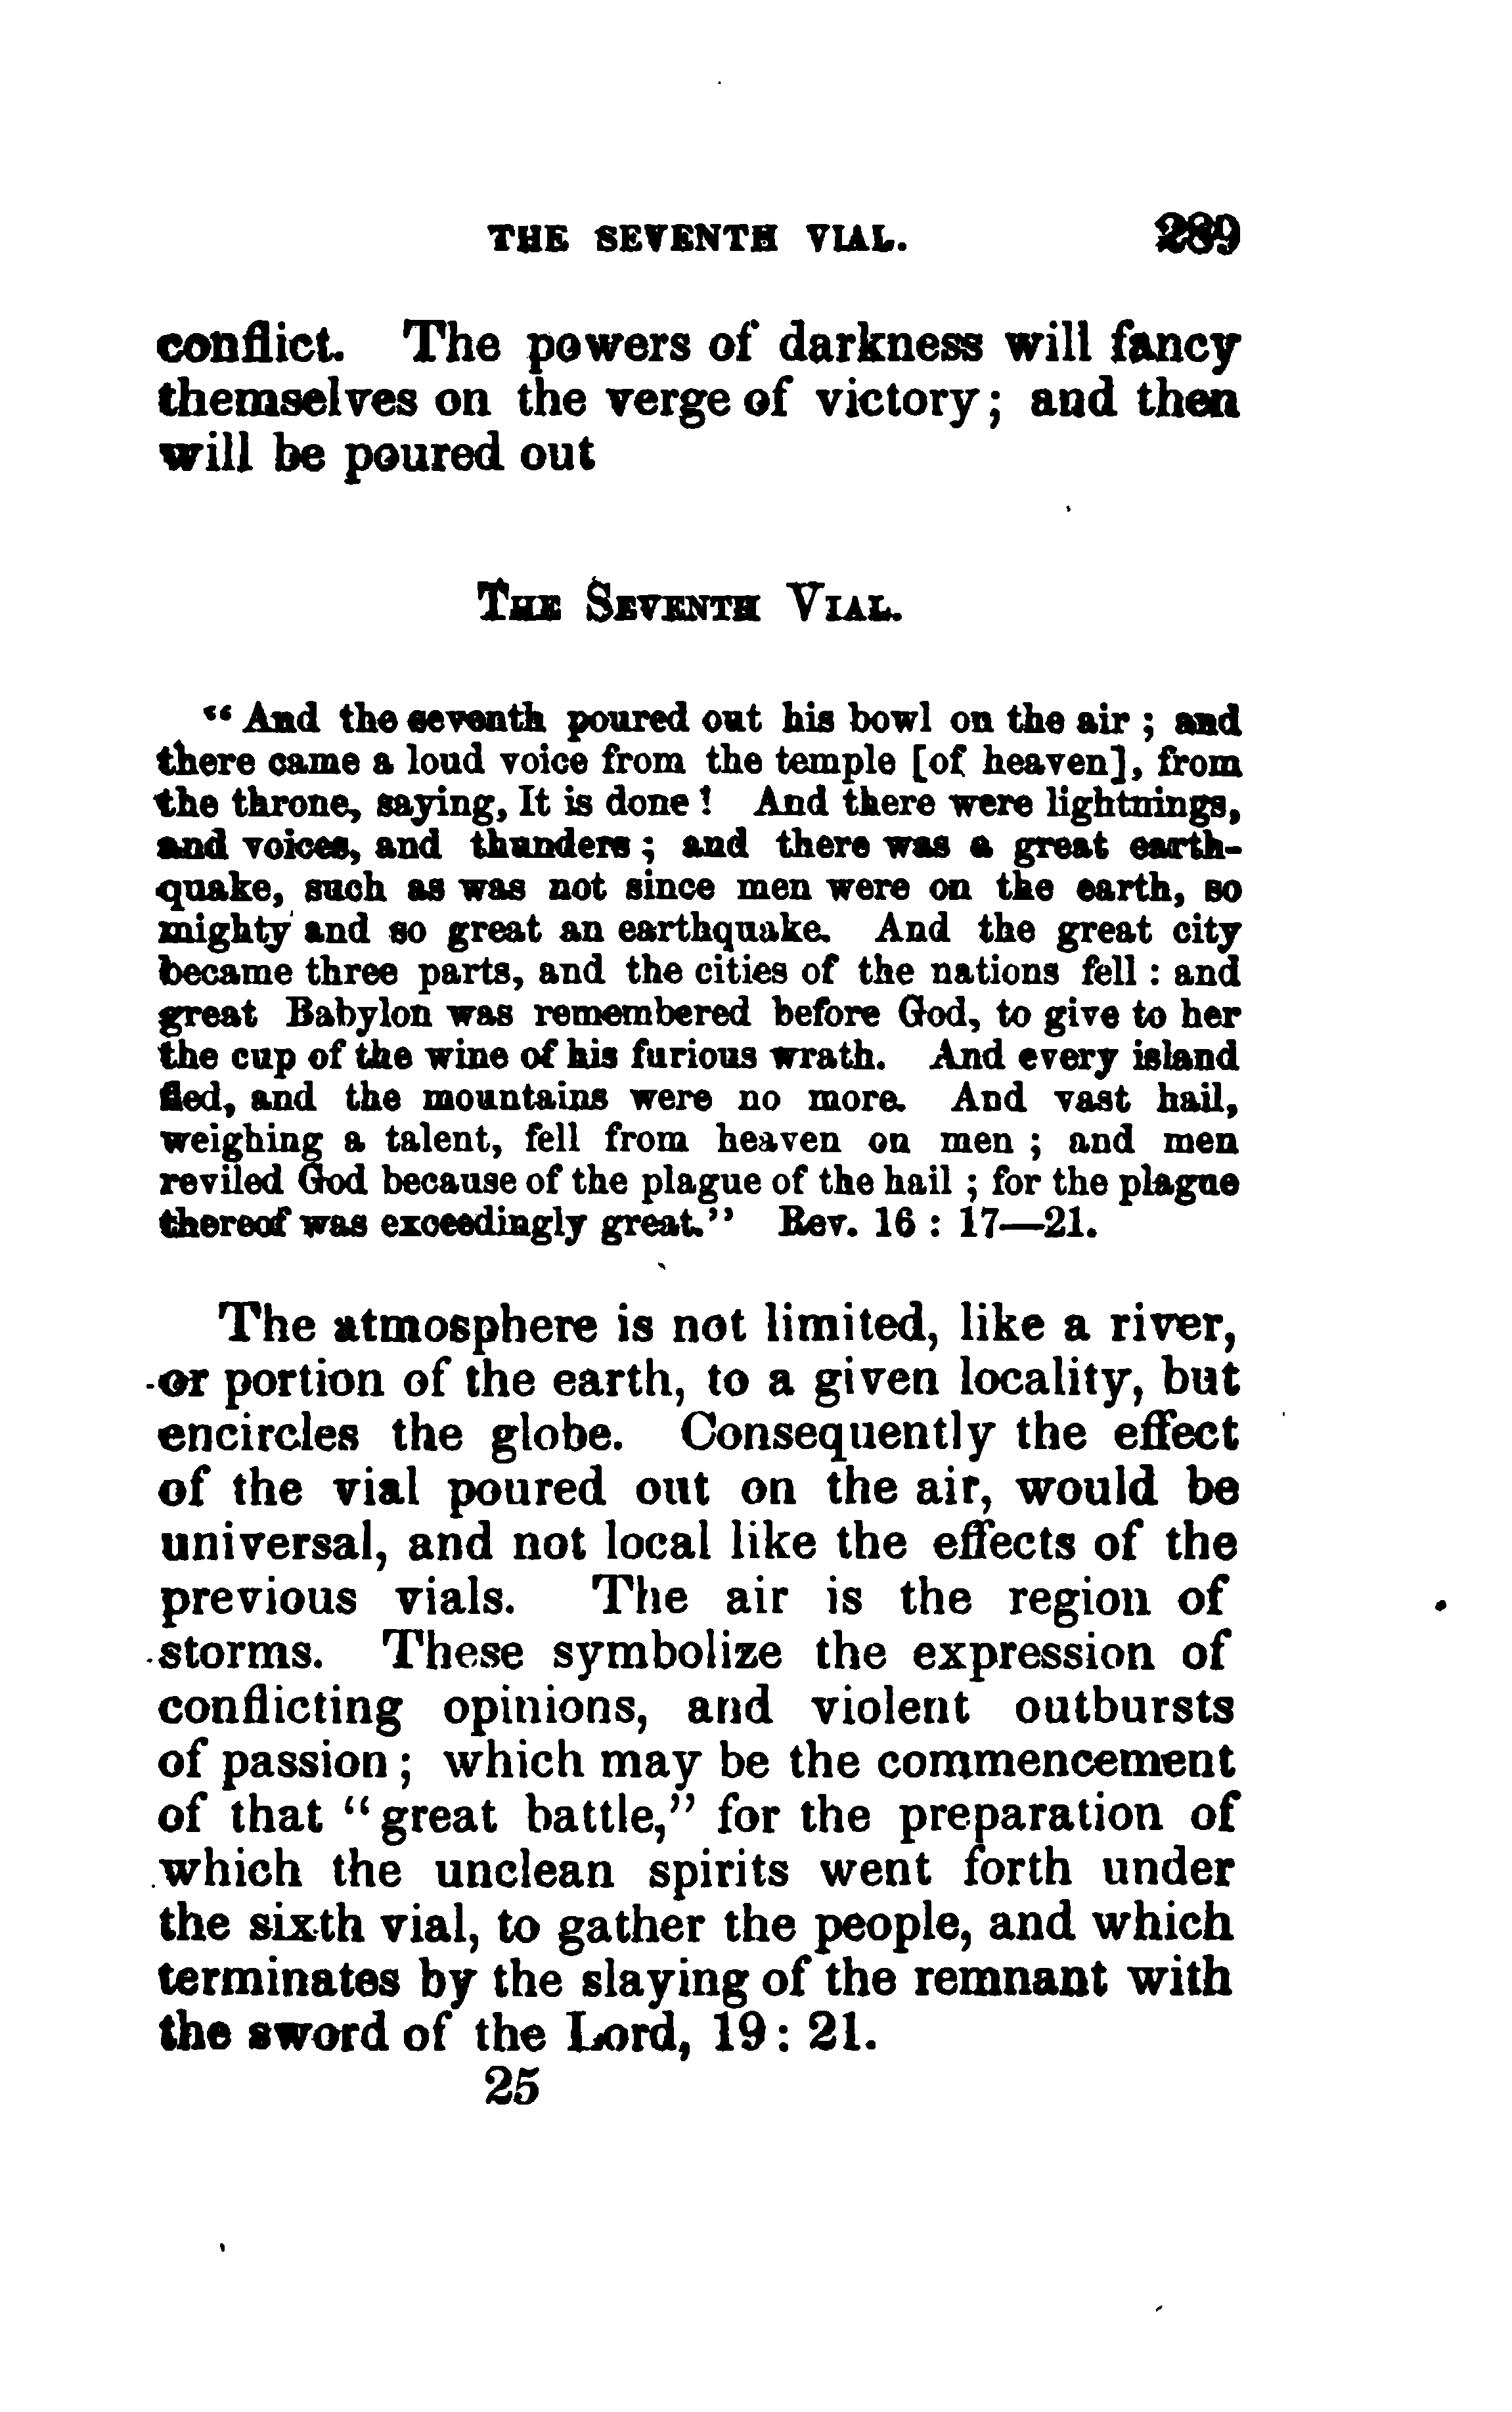 THE SEVENTH VIAL. 289
conflict. The powers of darkness will fancy
themselves on the verge of victory; and then
will be poured out
THE SEVENTH VIAL.
“And the seventh poured out his bowl on the air; and
there came a loud voice from the temple [of heaven], from
the throne, saying, It is done! And there were lightnings,
and voices, and thunders; and there was a great earth-
quake, such as was not since men were on the earth, so
mighty and so great an earthquake. And the great city
became three parts, and the cities of the nations fell: and
great Babylon was remembered before God, to give to her
the cup of the wine of his furious wrath. And every island
fled, and the mountains were no more. And vast hail,
weighing a talent, fell from heaven on men; and men
reviled God because of the plague of the hail; for the plague
thereof was exceedingly great.” Rev. 16: 17—21.
The atmosphere is not limited, like a river,
or portion of the earth, to a given locality, but
encircles the globe. Consequently the effect
of the vial poured out on the air, would be
universal, and not local like the effects of the
previous vials. The air is the region of
storms. These symbolize the expression of
conflicting opinions, and violent outbursts
of passion; which may be the commencement
of that “great battle,” for the preparation of
which the unclean spirits went forth under
the sixth vial, to gather the people, and which
terminates by the slaying of the remnant with
the sword of the Lord, 19: 21.
25